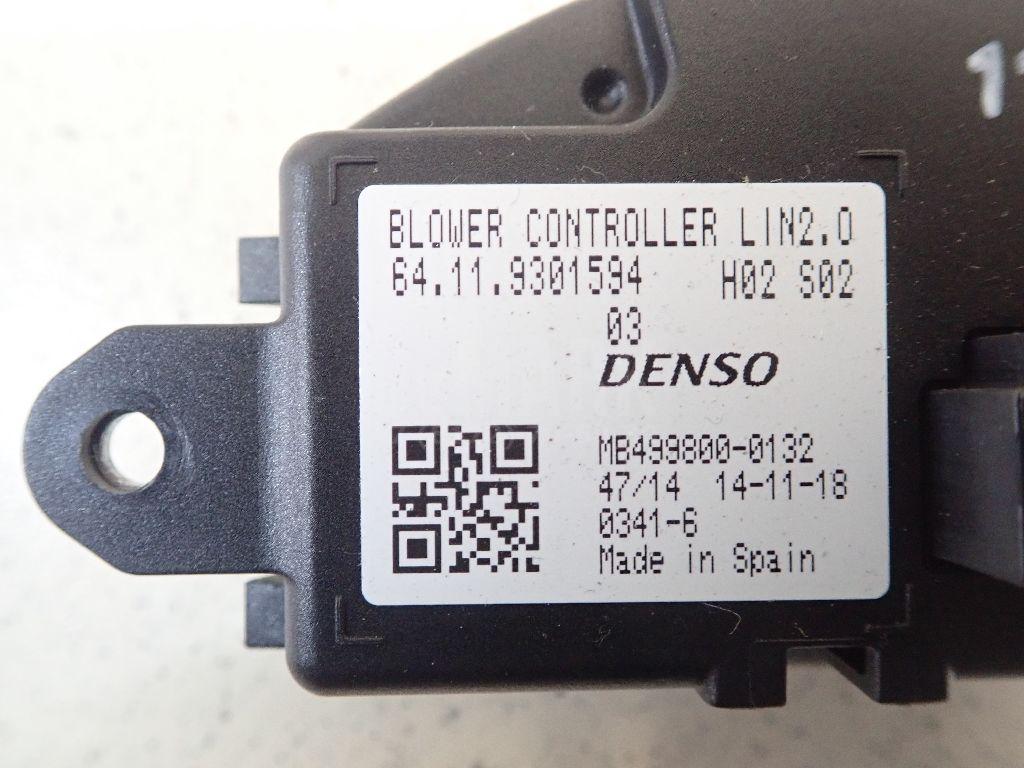 BLOWER CONTROLLER LIN2.0
64.11.9301594 H02 S02
03
DENSO
MB499800-0132
47/14 14-11-18
0341-6
Made in Spain